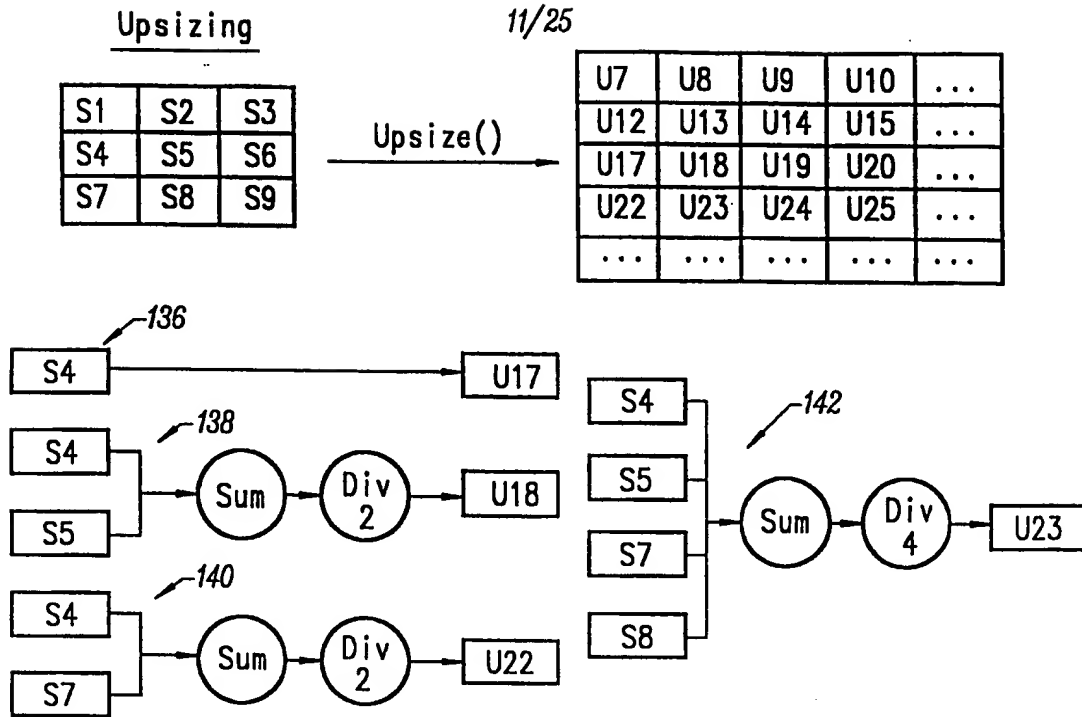 Upsizing
11/25
S1 S2 S3
S4 S5 S6
S7 S8 S9
Upsize()
U7 U8 U9 U10 ...
U12 U13 U14 U15 ...
U17 U18 U19 U20 ...
U22 U23 U24 U25 ...
... ... ... ... ...
136
S4 U17
138
S4
S5
Sum
Div 2
U18
140
S4
S7
Sum
Div 2
U22
142
S4
S5
S7
S8
Sum
Div 4
U23